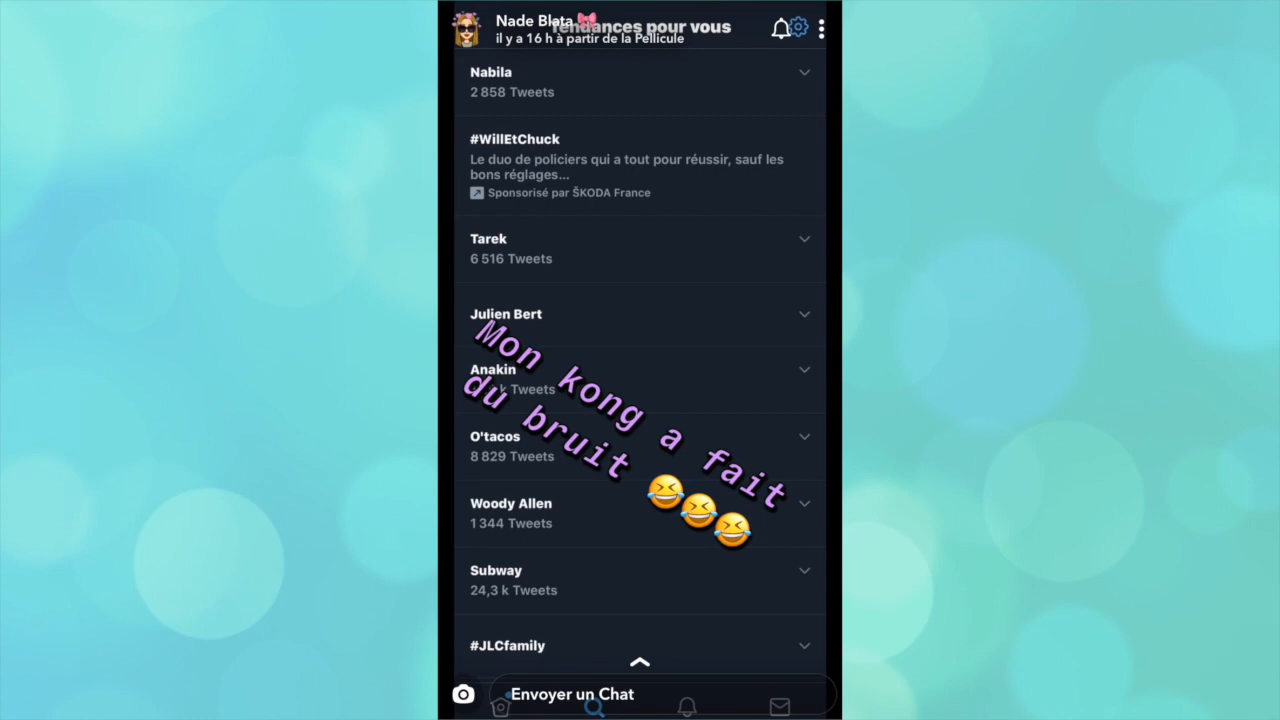 Nade Blata 🎀
Tendances pour vous
il y a 16 h à partir de la Pellicule
Nabila
2 858 Tweets
#WillEtChuck
Le duo de policiers qui a tout pour réussir, sauf les
bons réglages...
Sponsorisé par ŠKODA France
Tarek
6 516 Tweets
Julien Bert
Mon kong a fait
du bruit 😆😆😆
Anakin
k Tweets
O'tacos
8 829 Tweets
Woody Allen
1 344 Tweets
Subway
24,3 k Tweets
#JLCfamily
Envoyer un Chat